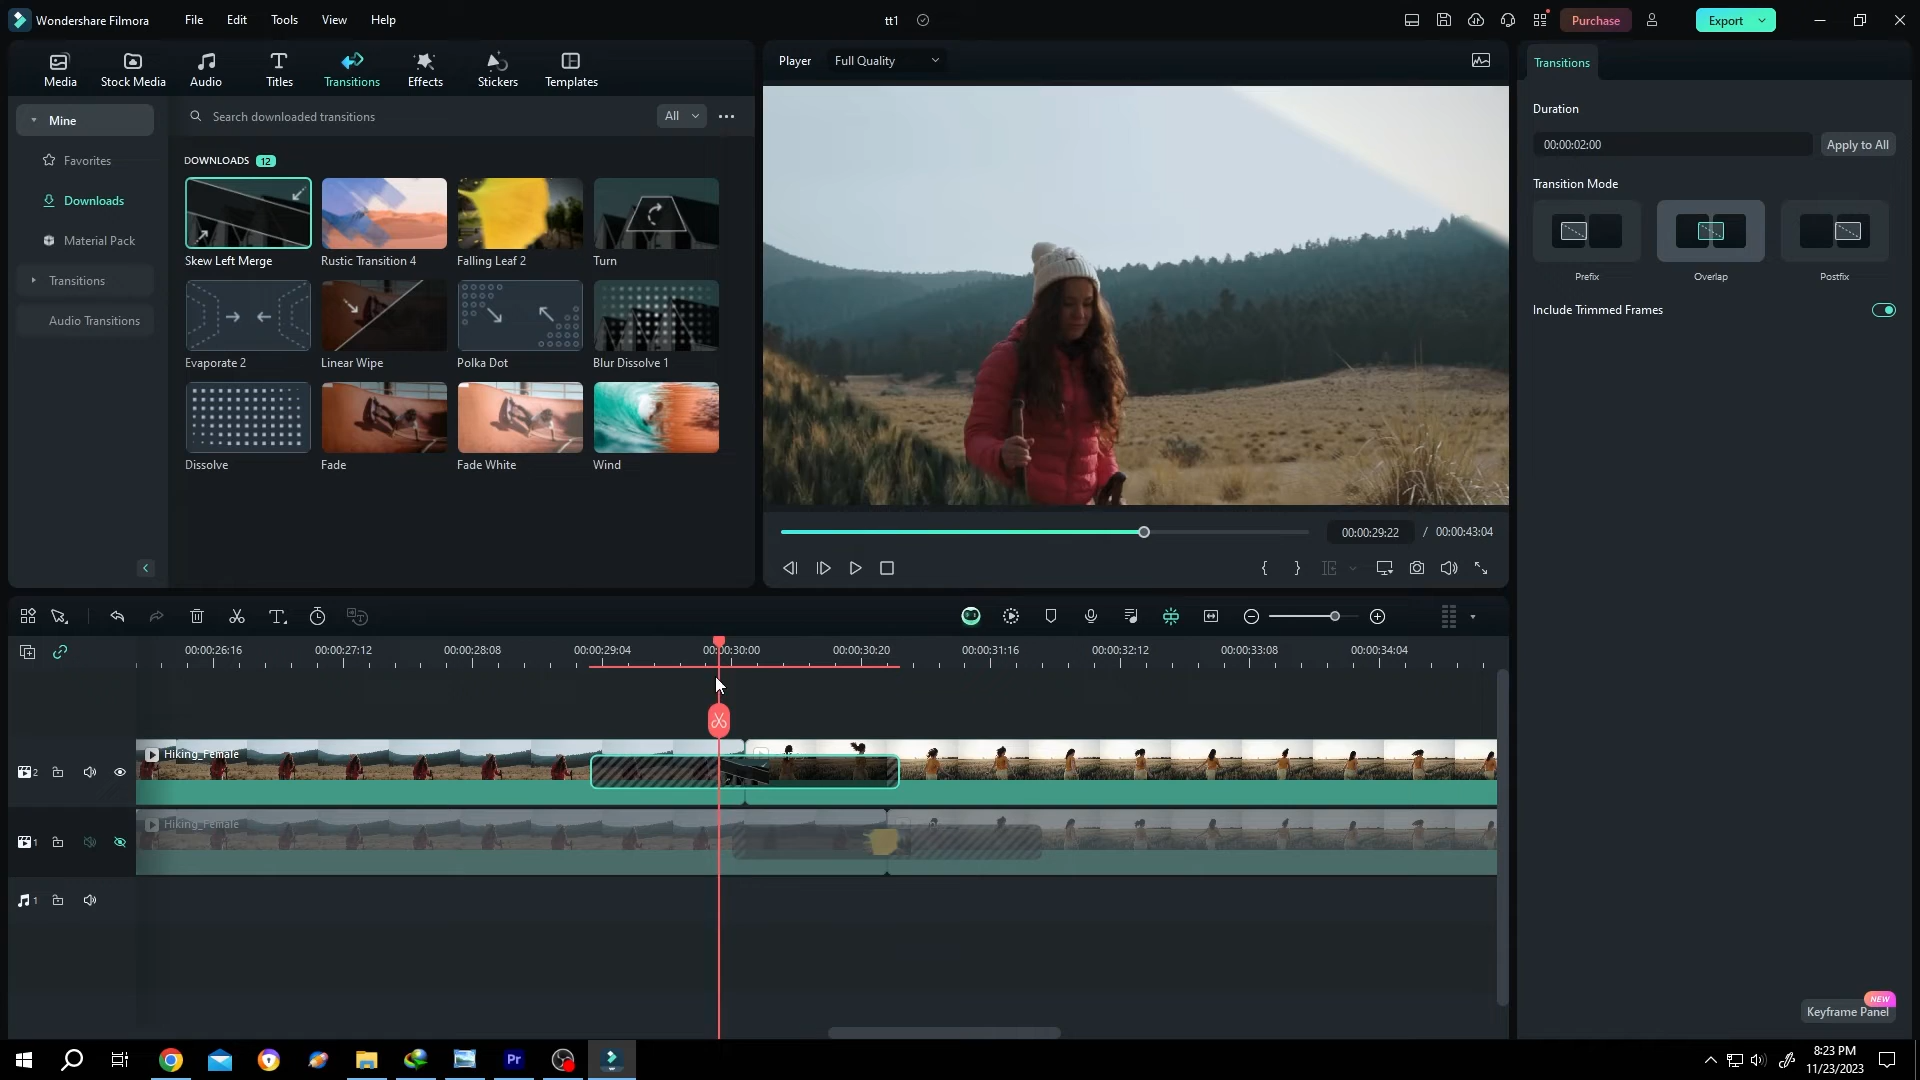 Wondershare Filmora
File
Edit
Tools
View
Help
tt1
Purchase
Export
Media
Stock Media
Audio
Titles
Transitions
Effects
Stickers
Templates
Player
Full Quality
Transitions
Mine
Search downloaded transitions
All
Favorites
Downloads
Material Pack
Transitions
Audio Transitions
DOWNLOADS 12
Skew Left Merge
Rustic Transition 4
Falling Leaf 2
Turn
Evaporate 2
Linear Wipe
Polka Dot
Blur Dissolve 1
Dissolve
Fade
Fade White
Wind
Duration
00:00:02:00
Apply to All
Transition Mode
Prefix
Overlap
Postfix
Include Trimmed Frames
00:00:29:22 / 00:00:43:04
00:00:26:16
00:00:27:12
00:00:28:08
00:00:29:04
00:00:30:00
00:00:30:20
00:00:31:16
00:00:32:12
00:00:33:08
00:00:34:04
Hiking_Female
2
Hiking_Female
1
1
NEW
Keyframe Panel
Pr
8:23 PM
11/23/2023